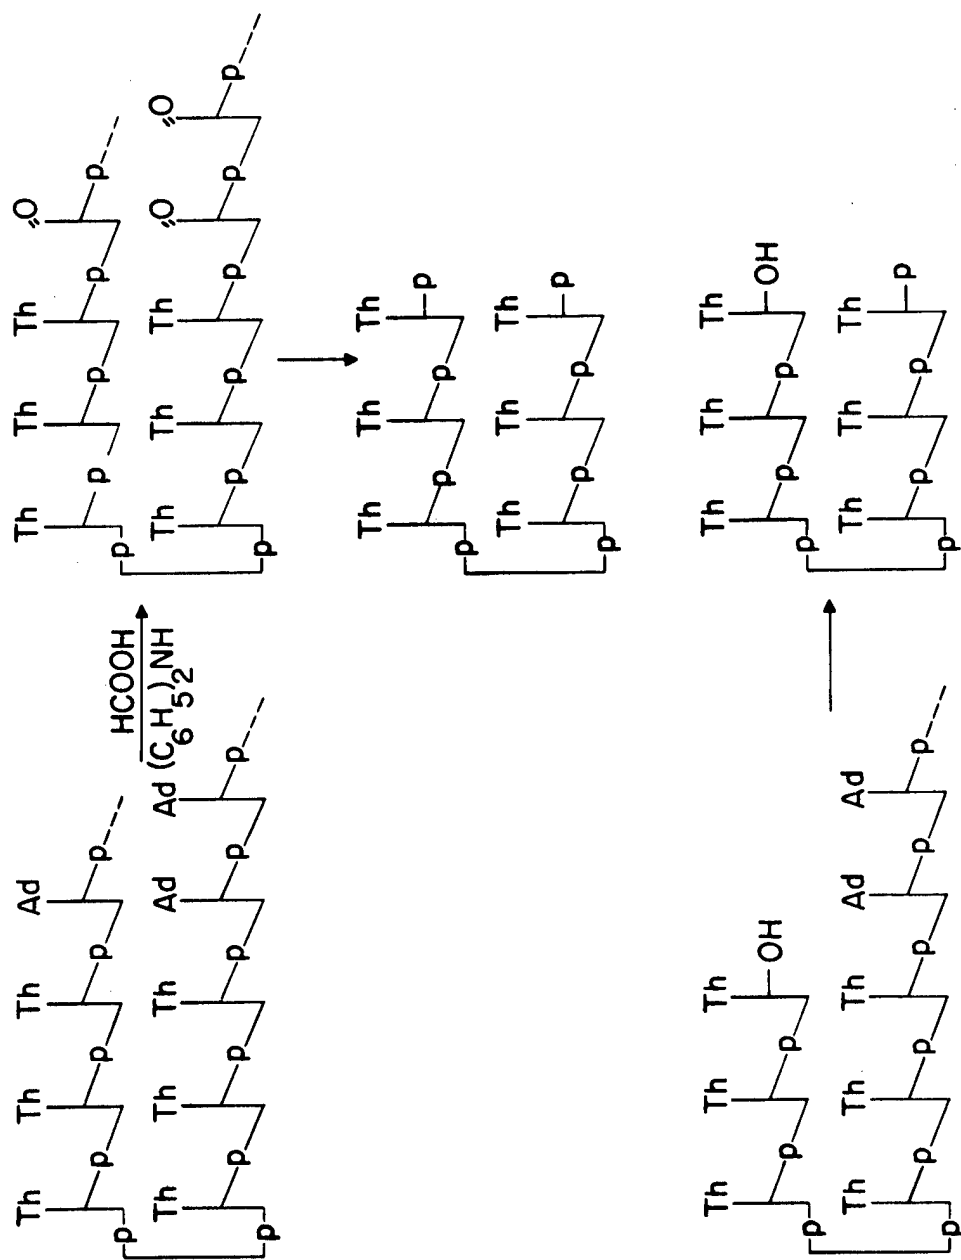 Th Th Th Ad Th Th Th =O
p p p p p p p p
p HCOOH p
Th Th Th Ad Ad (C6H5)2NH Th Th Th =O =O
p p p p p p p p p p
p p
Th Th Th
p p p
p
Th Th Th
p p p
p
Th Th Th Th Th Th
p p OH p p OH
p p
Th Th Th Ad Ad Th Th Th
p p p p p p p p
p p